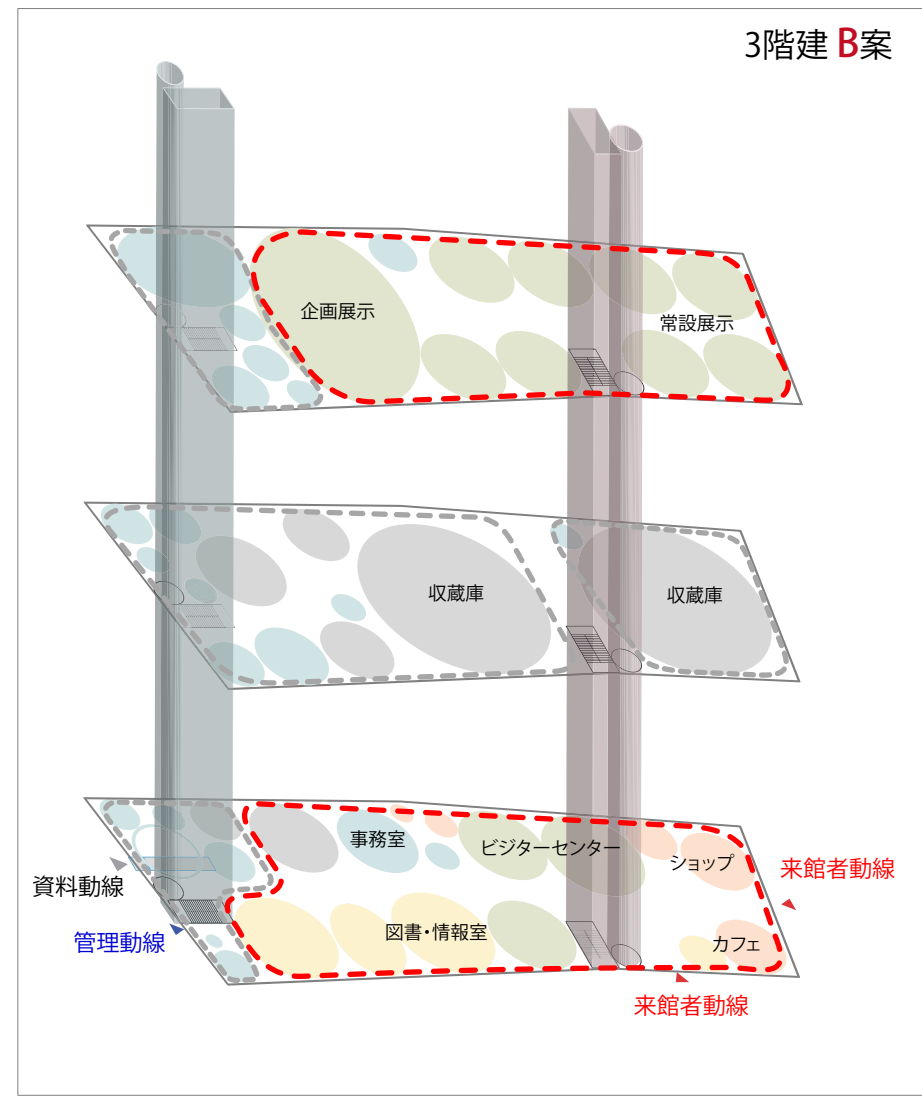 3階建 B案
企画展示
常設展示
収蔵庫
収蔵庫
事務室
ビジターセンター
ショップ
来館者動線
資料動線
管理動線
図書・情報室
カフェ
来館者動線